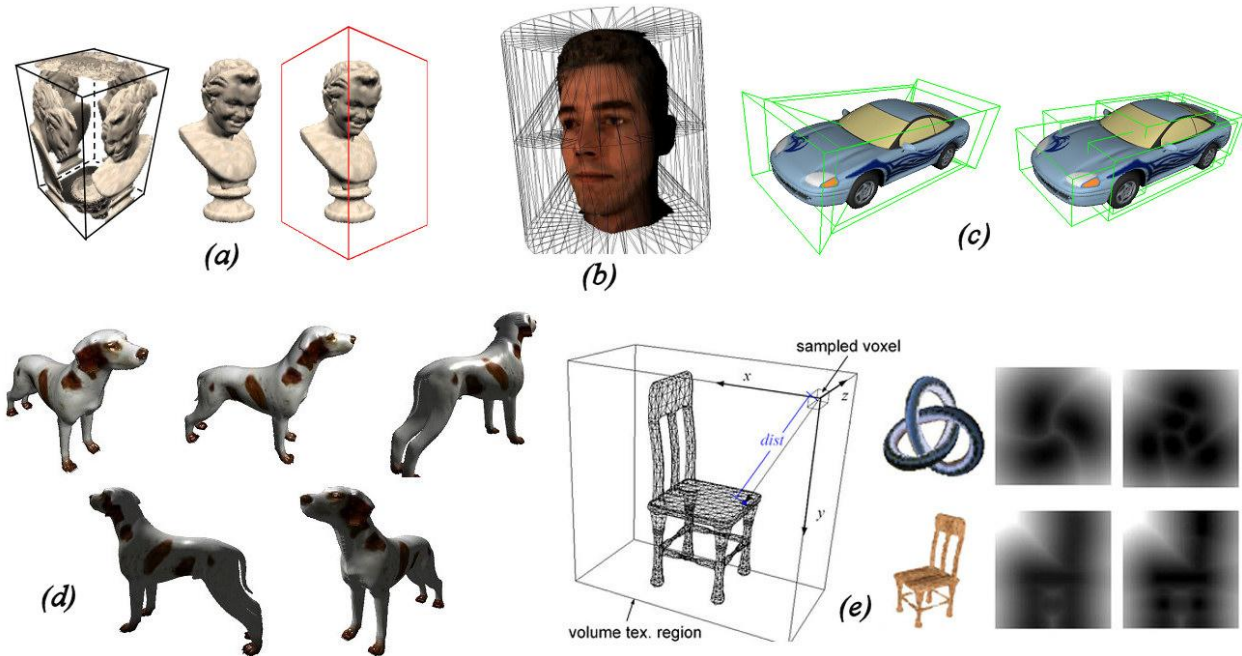 (a)
(b)
(c)
(d)
sampled voxel
x
z
dist
y
volume tex. region
(e)